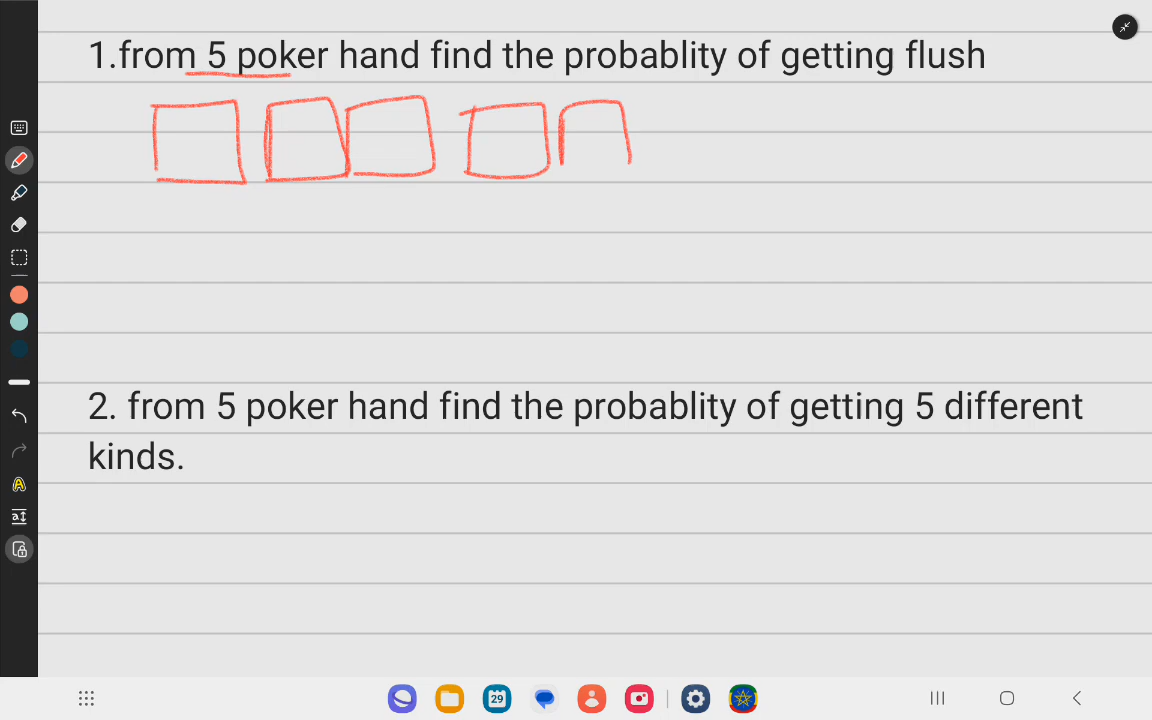 1.from 5 poker hand find the probablity of getting flush
2. from 5 poker hand find the probablity of getting 5 different
kinds.
29